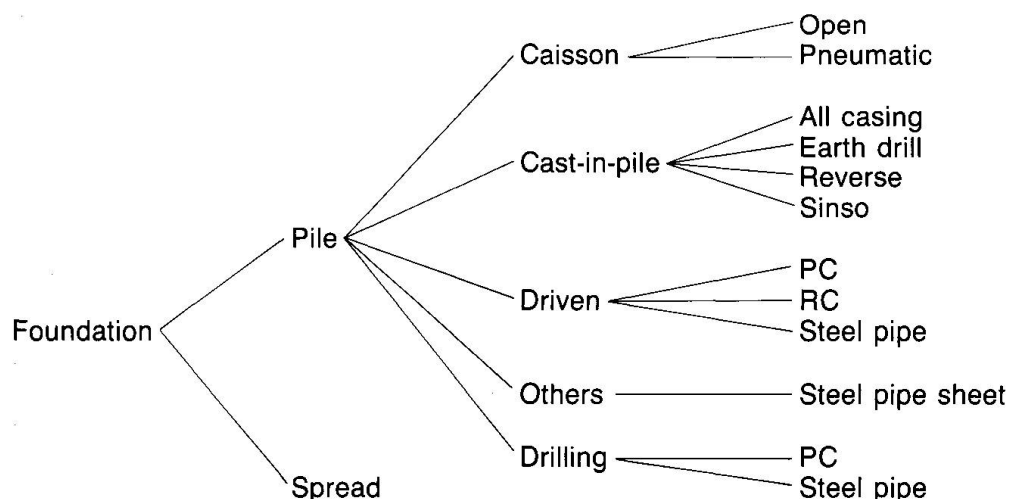 Open
Caisson
Pneumatic
All casing
Earth drill
Cast-in-pile
Reverse
Sinso
Pile
PC
Driven
RC
Foundation
Steel pipe
Others
Steel pipe sheet
Drilling
PC
Spread
Steel pipe